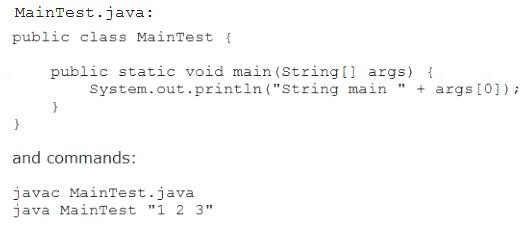 MainTest.java:
public class MainTest {
public static void main(String[] args) {
System.out.println("String main " + args[0]);
}
}
and commands:
javac MainTest.java
java MainTest "1 2 3"